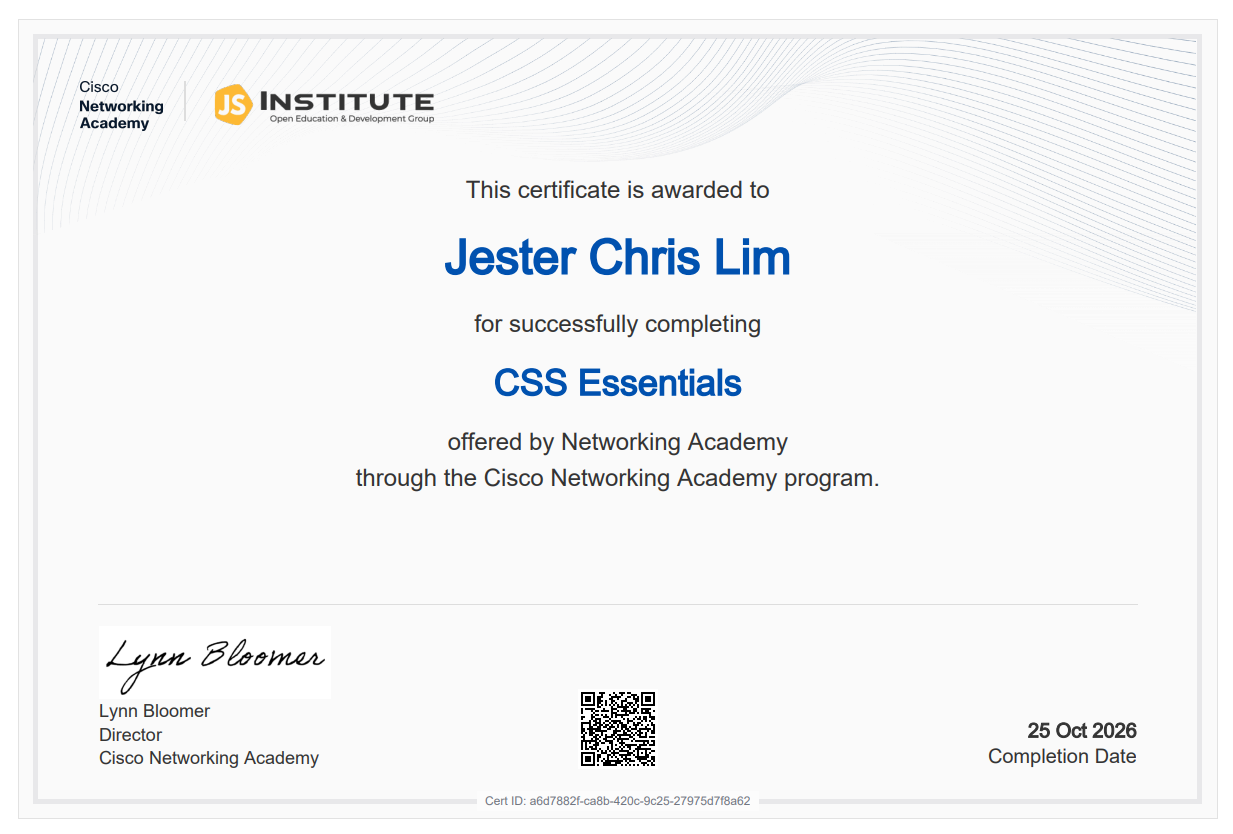 Cisco
Networking
Academy
JS INSTITUTE
Open Education & Development Group
This certificate is awarded to
Jester Chris Lim
for successfully completing
CSS Essentials
offered by Networking Academy
through the Cisco Networking Academy program.
Lynn Bloomer
Lynn Bloomer
Director
Cisco Networking Academy
25 Oct 2026
Completion Date
Cert ID: a6d7882f-ca8b-420c-9c25-27975d7f8a62